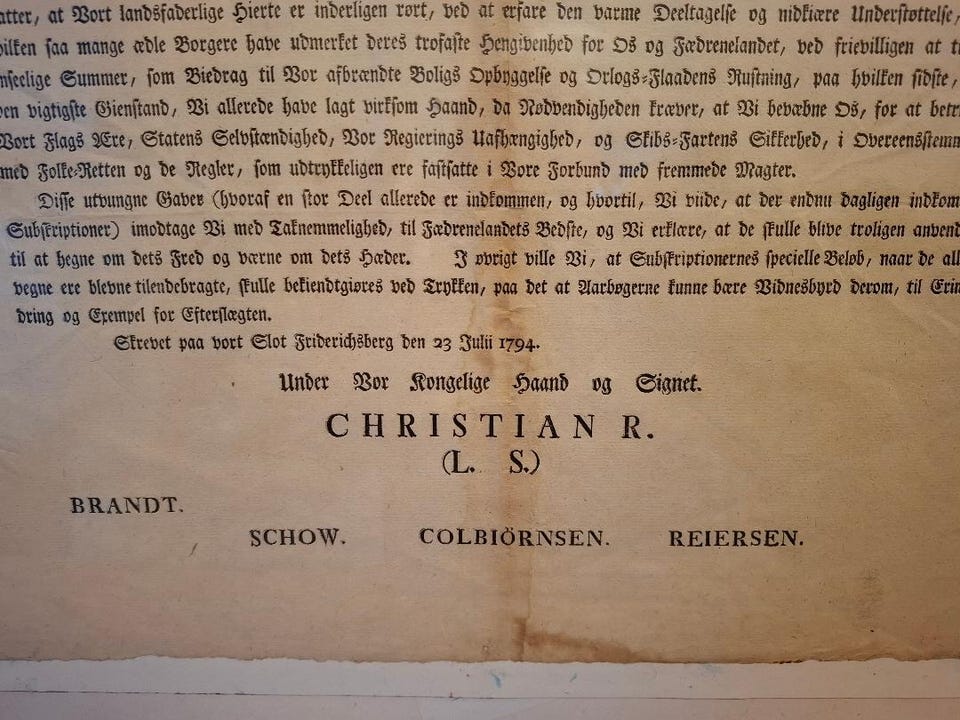 atter, at Vort landsfaderlige Hierte er inderligen rørt, ved at erfare den varme Deeltagelse og nidkiære Understøttelse,
hvilken saa mange ædle Borgere have udmerket deres trofaste Hengivenhed for Os og Fædrenelandet, ved frievilligen at t
nseelige Summer, som Biedrag til Vor afbrændte Boligs Opbyggelse og Orlogs-Flaadens Rustning, paa hvilken sidste,
en vigtigste Gienstand, Vi allerede have lagt virksom Haand, da Nødvendigheden kræver, at Vi bevæbne Os, for at betr
Vort Flags Ære, Statens Selvstændighed, Vor Regierings Uafhængighed, og Skibs-Fartens Sikkerhed, i Overeensstemm
med Folke-Retten og de Regler, som udtrykkeligen ere fastsatte i Vore Forbund med fremmede Magter.
Disse utvungne Gaver (hvoraf en stor Deel allerede er indkommen, og hvortil, Vi viide, at der endnu dagligen indkom
Subskriptioner) imodtage Vi med Taknemmelighed, til Fædrenelandets Bedste, og Vi erklære, at de skulle blive troligen anvend
til at hegne om dets Fred og værne om dets Hæder. I øvrigt ville Vi, at Subskriptionernes specielle Beløb, naar de all
vegne ere blevne tilendebragte, skulle bekiendtgiøres ved Trykken, paa det at Aarbøgerne kunne bære Vidnesbyrd derom, til Erin
dring og Exempel for Efterslægten.
Skrevet paa vort Slot Friderichsberg den 23 Julii 1794.
Under Vor Kongelige Haand og Signet.
CHRISTIAN R.
(L. S.)
BRANDT.
SCHOW. COLBIÖRNSEN. REIERSEN.